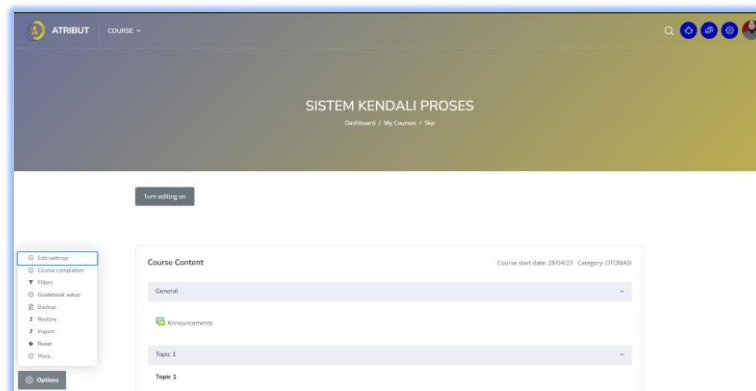 ATRIBUT COURSE
SISTEM KENDALI PROSES
Dashboard / My Courses / Skp
Turn editing on
Edit settings
Course completion
Filters
Gradebook setup
Backup
Restore
Import
Reset
More...
Options
Course Content
Course start date: 28/04/23 Category: OTOMASI
General
Announcements
Topic 1
Topic 1